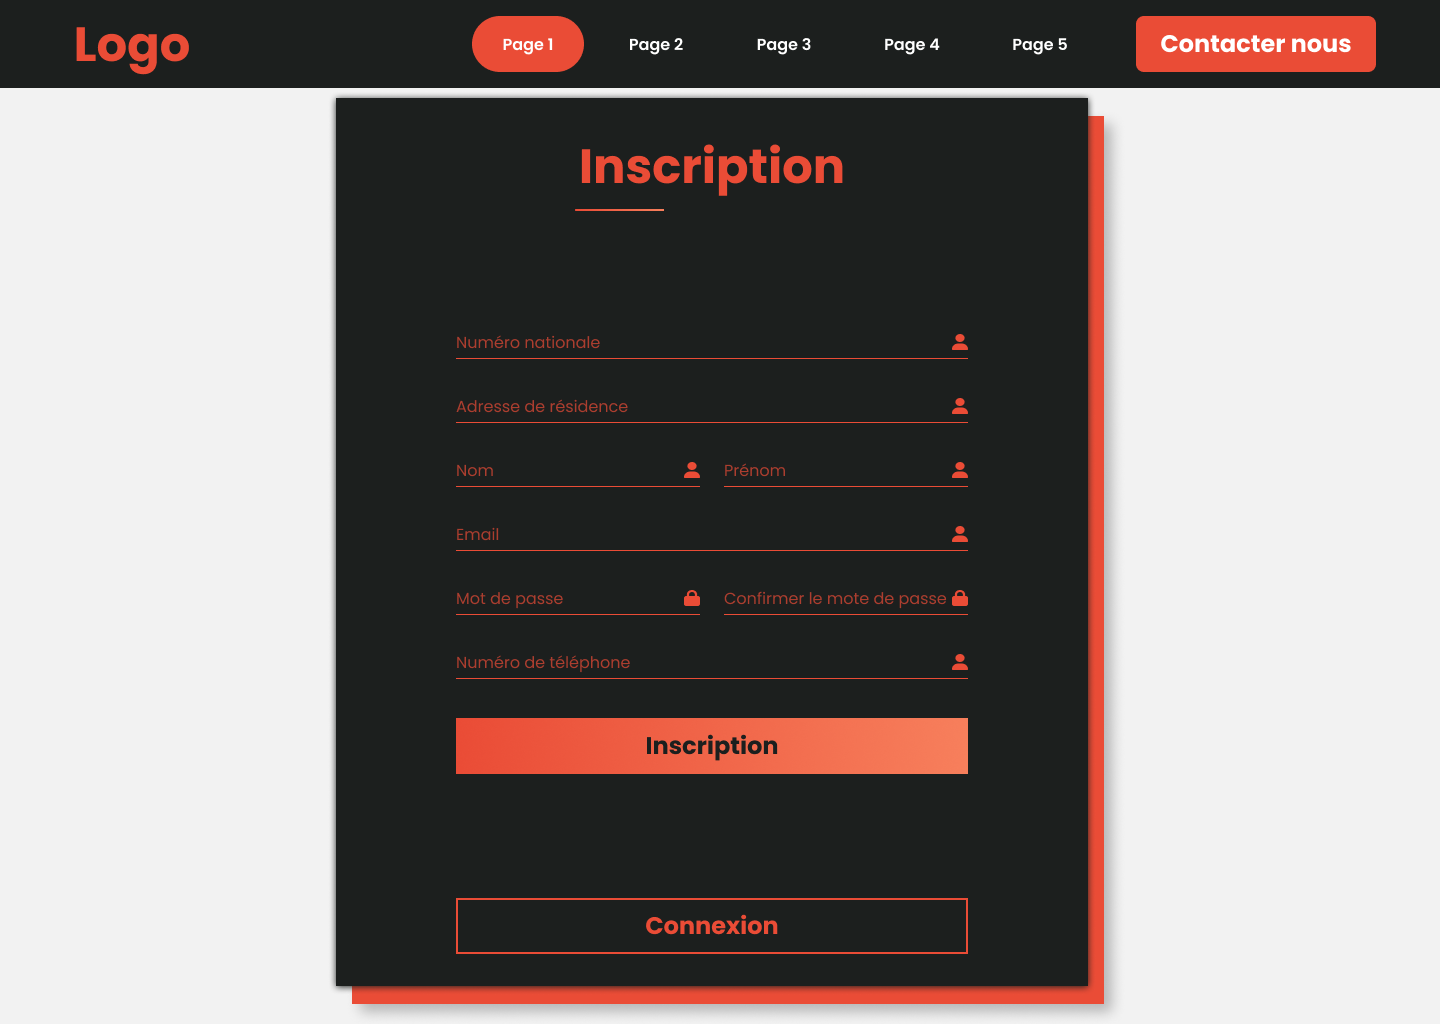 Logo
Page 1
Page 2
Page 3
Page 4
Page 5
Contacter nous
Inscription
Numéro nationale
Adresse de résidence
Nom
Prénom
Email
Mot de passe
Confirmer le mote de passe
Numéro de téléphone
Inscription
Connexion